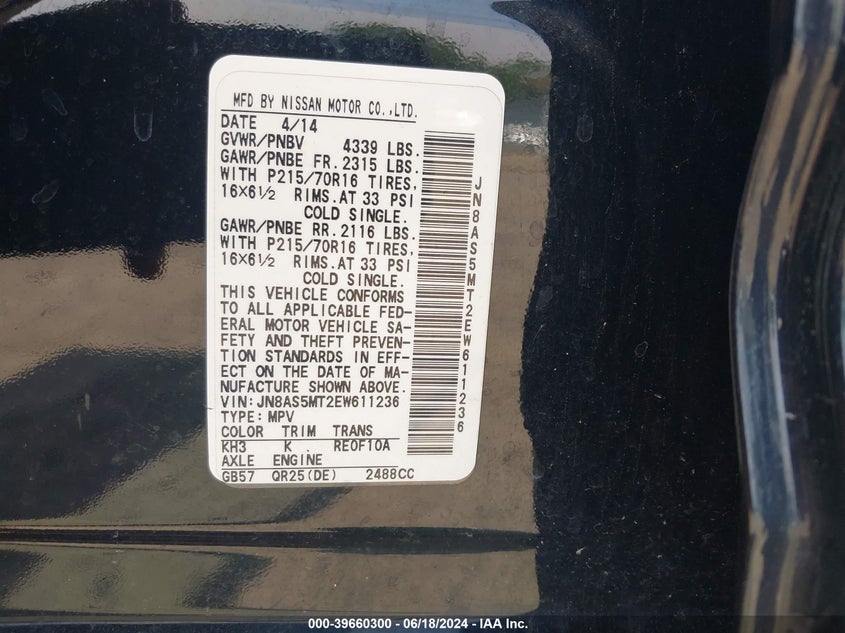 MFD BY NISSAN MOTOR CO.,LTD.
DATE 4/14
GVWR/PNBV 4339 LBS.
GAWR/PNBE FR. 2315 LBS.
WITH P215/70R16 TIRES,
16×6½ RIMS. AT 33 PSI
COLD SINGLE.
GAWR/PNBE RR. 2116 LBS.
WITH P215/70R16 TIRES,
16×6½ RIMS. AT 33 PSI
COLD SINGLE.
THIS VEHICLE CONFORMS
TO ALL APPLICABLE FED-
ERAL MOTOR VEHICLE SA-
FETY AND THEFT PREVEN-
TION STANDARDS IN EFF-
ECT ON THE DATE OF MA-
NUFACTURE SHOWN ABOVE.
VIN: JN8AS5MT2EW611236
TYPE: MPV
COLOR TRIM TRANS
KH3 K RE0F10A
AXLE ENGINE
GB57 QR25(DE) 2488CC
JN8AS5MT2EW611236
000-39660300 - 06/18/2024 - IAA Inc.